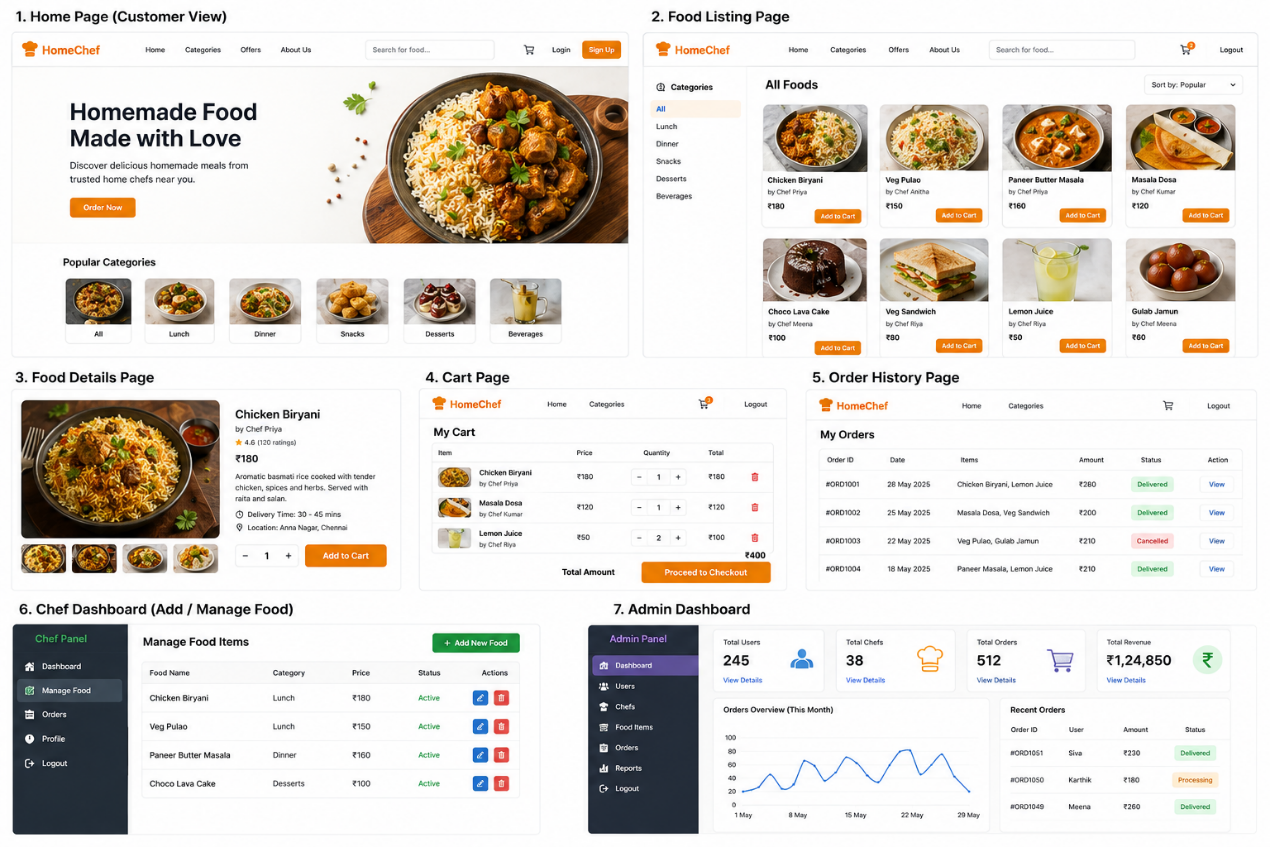 1. Home Page (Customer View)
HomeChef
Home Categories Offers About Us
Search for food...
Login Sign Up
Homemade Food
Made with Love
Discover delicious homemade meals from
trusted home chefs near you.
Order Now
Popular Categories
All Lunch Dinner Snacks Desserts Beverages
2. Food Listing Page
HomeChef
Home Categories Offers About Us
Search for food...
3
Logout
Categories
All
Lunch
Dinner
Snacks
Desserts
Beverages
All Foods
Sort by: Popular
Chicken Biryani
by Chef Priya
₹180
Add to Cart
Veg Pulao
by Chef Anitha
₹150
Add to Cart
Paneer Butter Masala
by Chef Priya
₹160
Add to Cart
Masala Dosa
by Chef Kumar
₹120
Add to Cart
Choco Lava Cake
by Chef Meena
₹100
Add to Cart
Veg Sandwich
by Chef Riya
₹80
Add to Cart
Lemon Juice
by Chef Riya
₹50
Add to Cart
Gulab Jamun
by Chef Meena
₹60
Add to Cart
3. Food Details Page
Chicken Biryani
by Chef Priya
4.6 (120 ratings)
₹180
Aromatic basmati rice cooked with tender
chicken, spices and herbs. Served with
raita and salan.
Delivery Time: 30 - 45 mins
Location: Anna Nagar, Chennai
− 1 + Add to Cart
4. Cart Page
HomeChef
Home Categories
Logout
My Cart
Item Price Quantity Total
Chicken Biryani
by Chef Priya
₹180 − 1 + ₹180
Masala Dosa
by Chef Kumar
₹120 − 1 + ₹120
Lemon Juice
by Chef Riya
₹50 − 2 + ₹100
₹400
Total Amount Proceed to Checkout
5. Order History Page
HomeChef
Home Categories
Logout
My Orders
Order ID Date Items Amount Status Action
#ORD1001 28 May 2025 Chicken Biryani, Lemon Juice ₹280 Delivered View
#ORD1002 25 May 2025 Masala Dosa, Veg Sandwich ₹200 Delivered View
#ORD1003 22 May 2025 Veg Pulao, Gulab Jamun ₹210 Cancelled View
#ORD1004 18 May 2025 Paneer Masala, Lemon Juice ₹210 Delivered View
6. Chef Dashboard (Add / Manage Food)
Chef Panel
Dashboard
Manage Food
Orders
Profile
Logout
Manage Food Items
+ Add New Food
Food Name Category Price Status Actions
Chicken Biryani Lunch ₹180 Active
Veg Pulao Lunch ₹150 Active
Paneer Butter Masala Dinner ₹160 Active
Choco Lava Cake Desserts ₹100 Active
7. Admin Dashboard
Admin Panel
Dashboard
Users
Chefs
Food Items
Orders
Reports
Logout
Total Users
245
View Details
Total Chefs
38
View Details
Total Orders
512
View Details
Total Revenue
₹1,24,850
View Details
₹
Orders Overview (This Month)
100
80
60
40
20
0
1 May 8 May 15 May 22 May 29 May
Recent Orders
Order ID User Amount Status
#ORD1051 Siva ₹230 Delivered
#ORD1050 Karthik ₹180 Processing
#ORD1049 Meena ₹260 Delivered